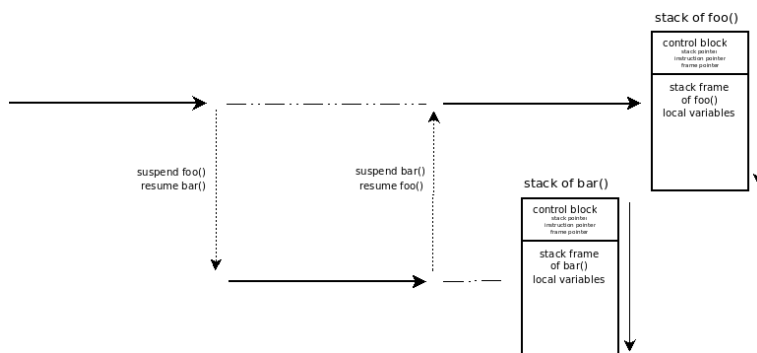 stack of foo()
control block
stack pointer
instruction pointer
frame pointer
stack frame
of foo()
local variables
suspend foo()
resume bar()
suspend bar()
resume foo()
stack of bar()
control block
stack pointer
instruction pointer
frame pointer
stack frame
of bar()
local variables